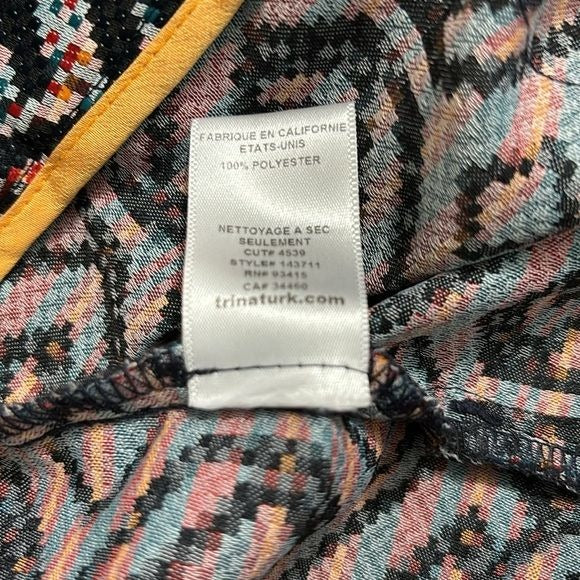 FABRIQUE EN CALIFORNIE
ETATS-UNIS
100% POLYESTER
NETTOYAGE A SEC
SEULEMENT
CUT# 4539
STYLE# 143711
RN# 93415
CA# 34460
trinaturk.com